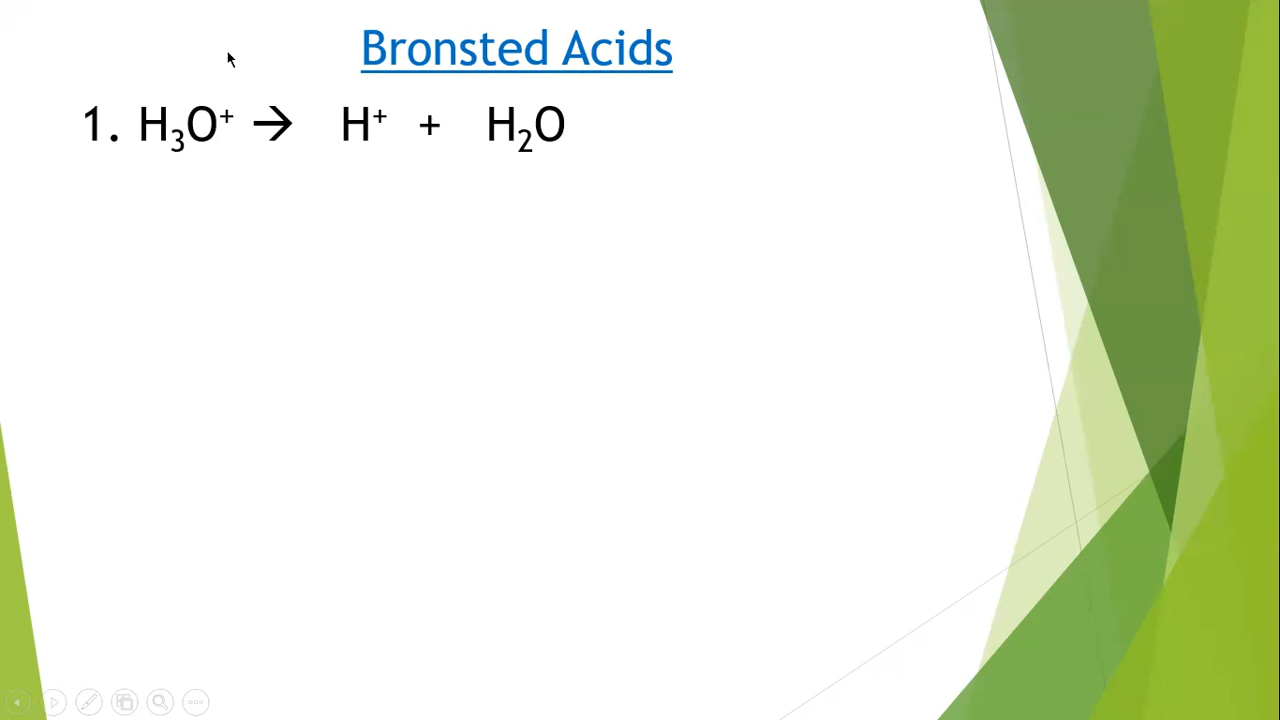 Bronsted Acids
1. H₃O⁺ → H⁺ + H₂O